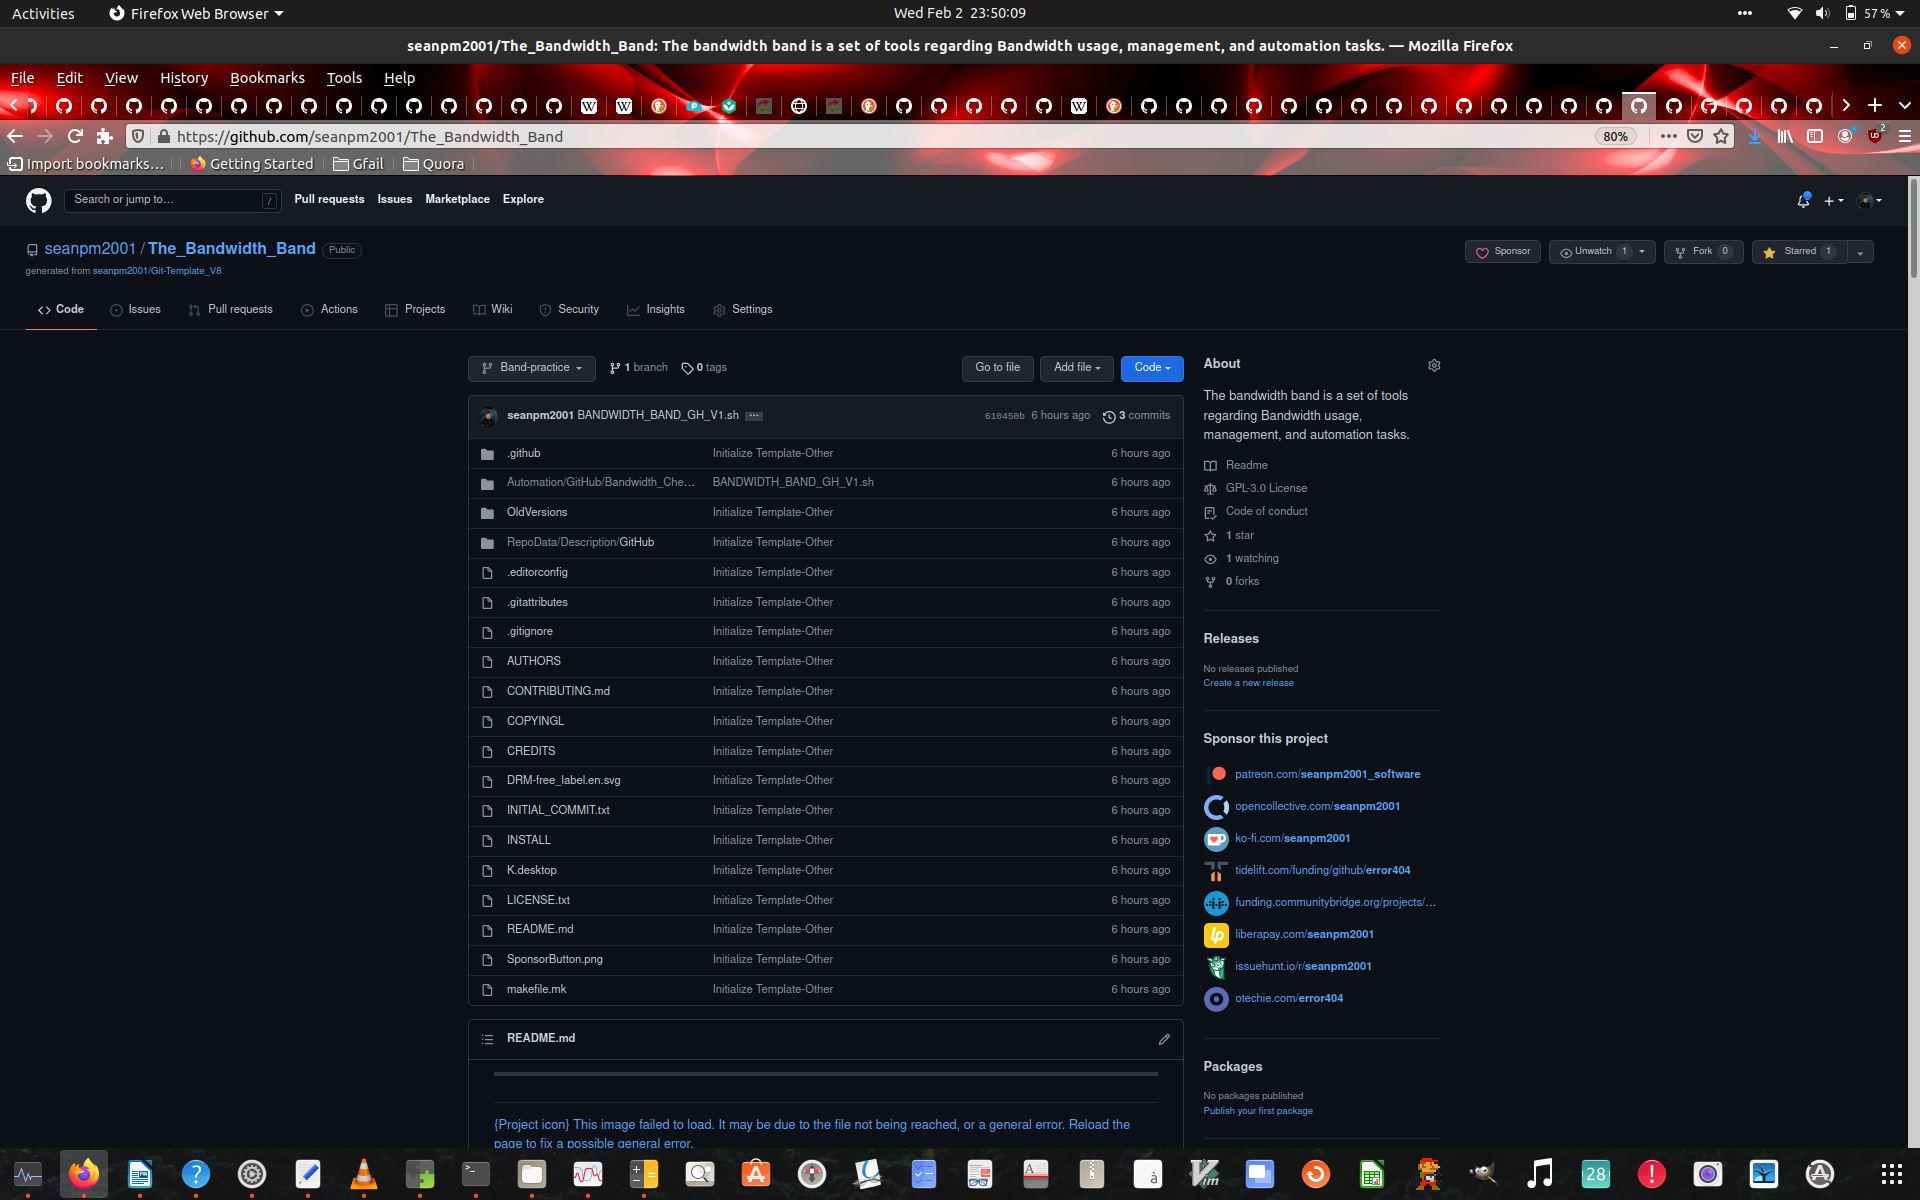 Activities Firefox Web Browser Wed Feb 2 23:50:09 57 %
seanpm2001/The_Bandwidth_Band: The bandwidth band is a set of tools regarding Bandwidth usage, management, and automation tasks. — Mozilla Firefox
File Edit View History Bookmarks Tools Help
https://github.com/seanpm2001/The_Bandwidth_Band 80% 2
Import bookmarks... Getting Started Gfail Quora
Search or jump to... / Pull requests Issues Marketplace Explore
seanpm2001 / The_Bandwidth_Band Public Sponsor Unwatch 1 Fork 0 Starred 1
generated from seanpm2001/Git-Template_V8
Code Issues Pull requests Actions Projects Wiki Security Insights Settings
Band-practice 1 branch 0 tags Go to file Add file Code
seanpm2001 BANDWIDTH_BAND_GH_V1.sh ... 610450b 6 hours ago 3 commits
.github Initialize Template-Other 6 hours ago
Automation/GitHub/Bandwidth_Che... BANDWIDTH_BAND_GH_V1.sh 6 hours ago
OldVersions Initialize Template-Other 6 hours ago
RepoData/Description/GitHub Initialize Template-Other 6 hours ago
.editorconfig Initialize Template-Other 6 hours ago
.gitattributes Initialize Template-Other 6 hours ago
.gitignore Initialize Template-Other 6 hours ago
AUTHORS Initialize Template-Other 6 hours ago
CONTRIBUTING.md Initialize Template-Other 6 hours ago
COPYINGL Initialize Template-Other 6 hours ago
CREDITS Initialize Template-Other 6 hours ago
DRM-free_label.en.svg Initialize Template-Other 6 hours ago
INITIAL_COMMIT.txt Initialize Template-Other 6 hours ago
INSTALL Initialize Template-Other 6 hours ago
K.desktop Initialize Template-Other 6 hours ago
LICENSE.txt Initialize Template-Other 6 hours ago
README.md Initialize Template-Other 6 hours ago
SponsorButton.png Initialize Template-Other 6 hours ago
makefile.mk Initialize Template-Other 6 hours ago
README.md
{Project icon} This image failed to load. It may be due to the file not being reached, or a general error. Reload the
page to fix a possible general error.
About
The bandwidth band is a set of tools
regarding Bandwidth usage,
management, and automation tasks.
Readme
GPL-3.0 License
Code of conduct
1 star
1 watching
0 forks
Releases
No releases published
Create a new release
Sponsor this project
patreon.com/seanpm2001_software
opencollective.com/seanpm2001
ko-fi.com/seanpm2001
tidelift.com/funding/github/error404
funding.communitybridge.org/projects/...
liberapay.com/seanpm2001
issuehunt.io/r/seanpm2001
otechie.com/error404
Packages
No packages published
Publish your first package
28